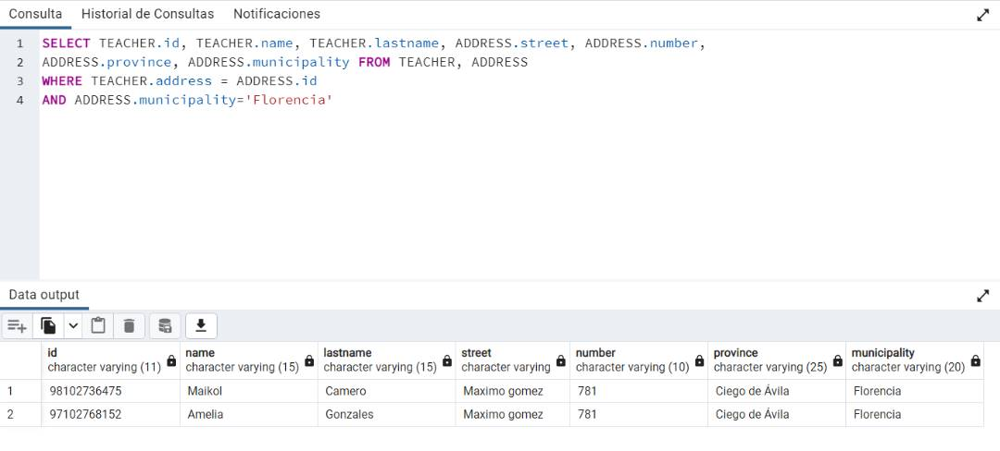 Consulta Historial de Consultas Notificaciones
1 SELECT TEACHER.id, TEACHER.name, TEACHER.lastname, ADDRESS.street, ADDRESS.number,
2 ADDRESS.province, ADDRESS.municipality FROM TEACHER, ADDRESS
3 WHERE TEACHER.address = ADDRESS.id
4 AND ADDRESS.municipality='Florencia'
Data output
id name lastname street number province municipality
character varying (11) character varying (15) character varying (15) character varying character varying (10) character varying (25) character varying (20)
1 98102736475 Maikol Camero Maximo gomez 781 Ciego de Ávila Florencia
2 97102768152 Amelia Gonzales Maximo gomez 781 Ciego de Ávila Florencia